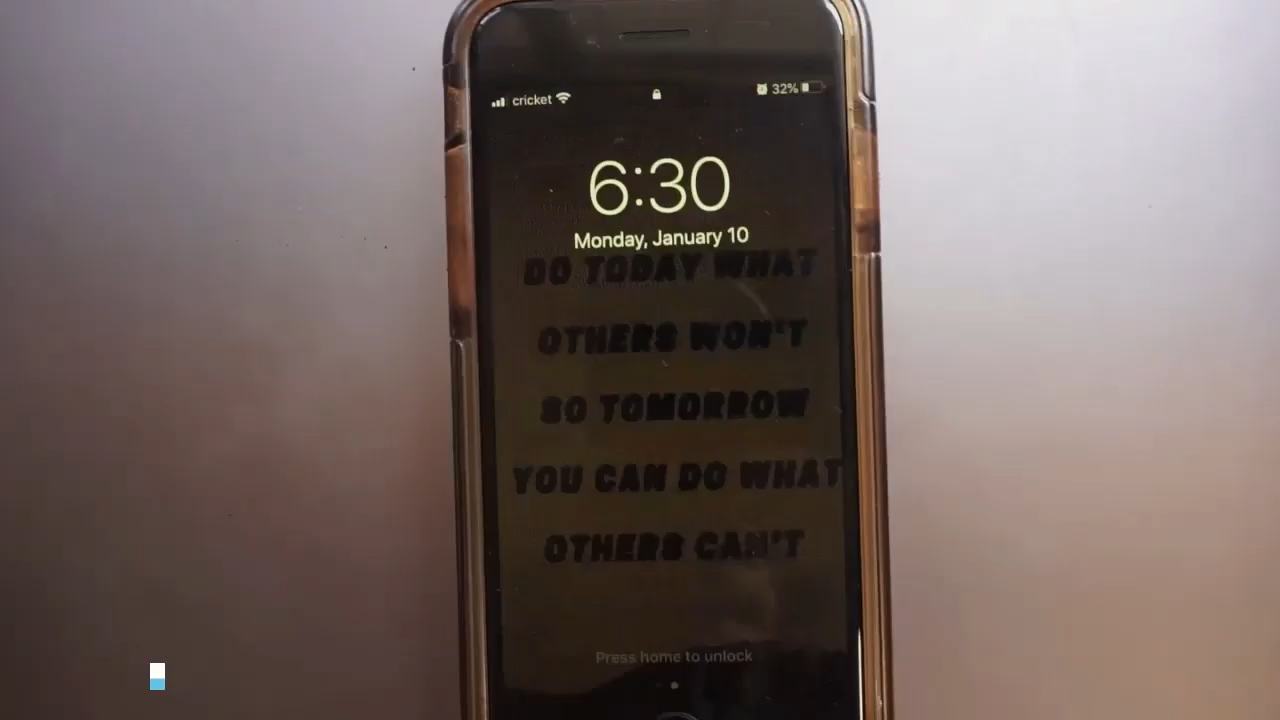 cricket 32%
6:30
Monday, January 10
DO TODAY WHAT
OTHERS WON'T
SO TOMORROW
YOU CAN DO WHAT
OTHERS CAN'T
Press home to unlock